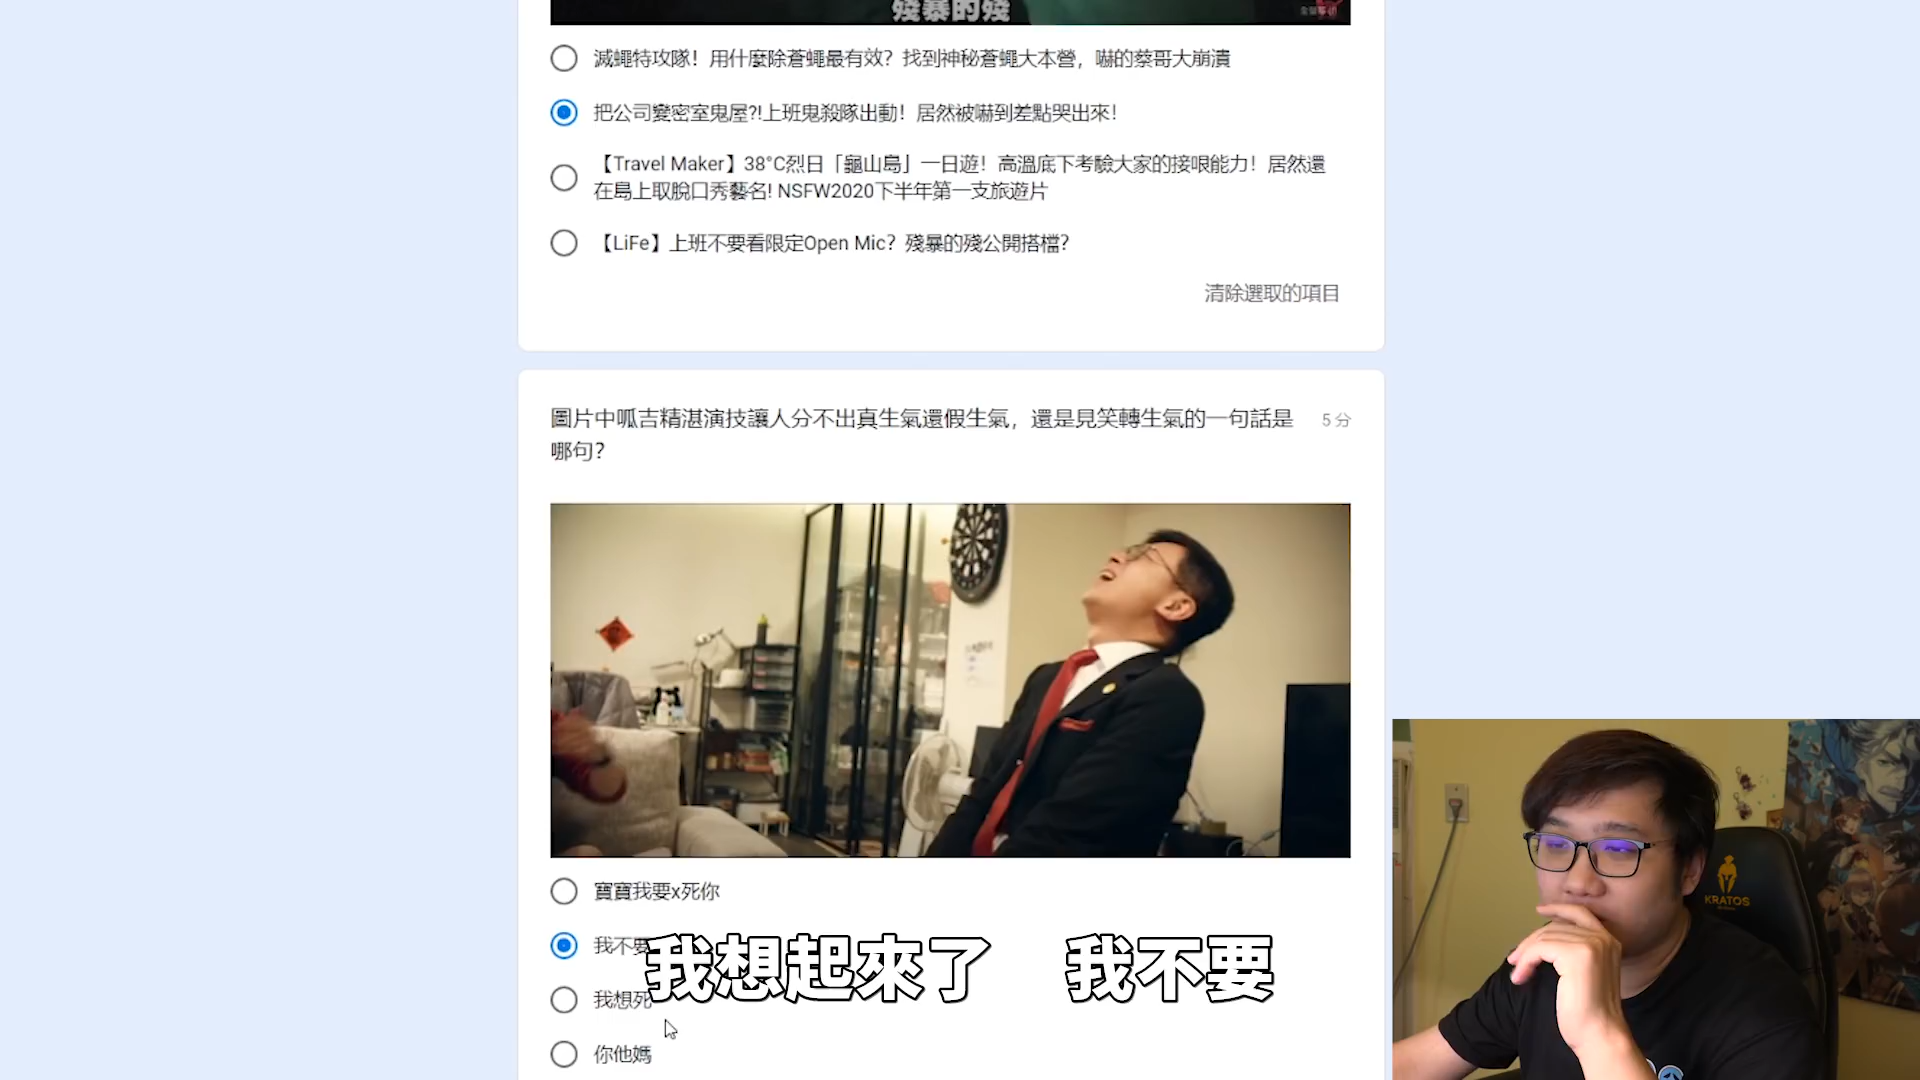 殘暴的殘
滅蠅特攻隊！用什麼除蒼蠅最有效？找到神秘蒼蠅大本營，嚇的蔡哥大崩潰
把公司變密室鬼屋?!上班鬼殺隊出動！居然被嚇到差點哭出來！
【Travel Maker】38°C烈日「龜山島」一日遊！高溫底下考驗大家的接哏能力！居然還
在島上取脫口秀藝名! NSFW2020下半年第一支旅遊片
【LiFe】上班不要看限定Open Mic？殘暴的殘公開搭檔?
清除選取的項目
圖片中呱吉精湛演技讓人分不出真生氣還假生氣，還是見笑轉生氣的一句話是
哪句？
5 分
寶寶我要x死你
我不要
我想起來了 我不要
我想死
你他媽
KRATOS